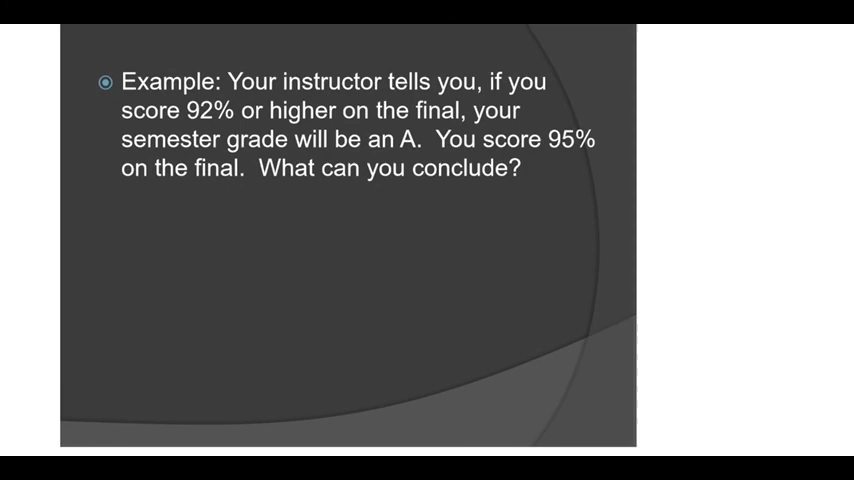 Example: Your instructor tells you, if you
score 92% or higher on the final, your
semester grade will be an A.  You score 95%
on the final.  What can you conclude?